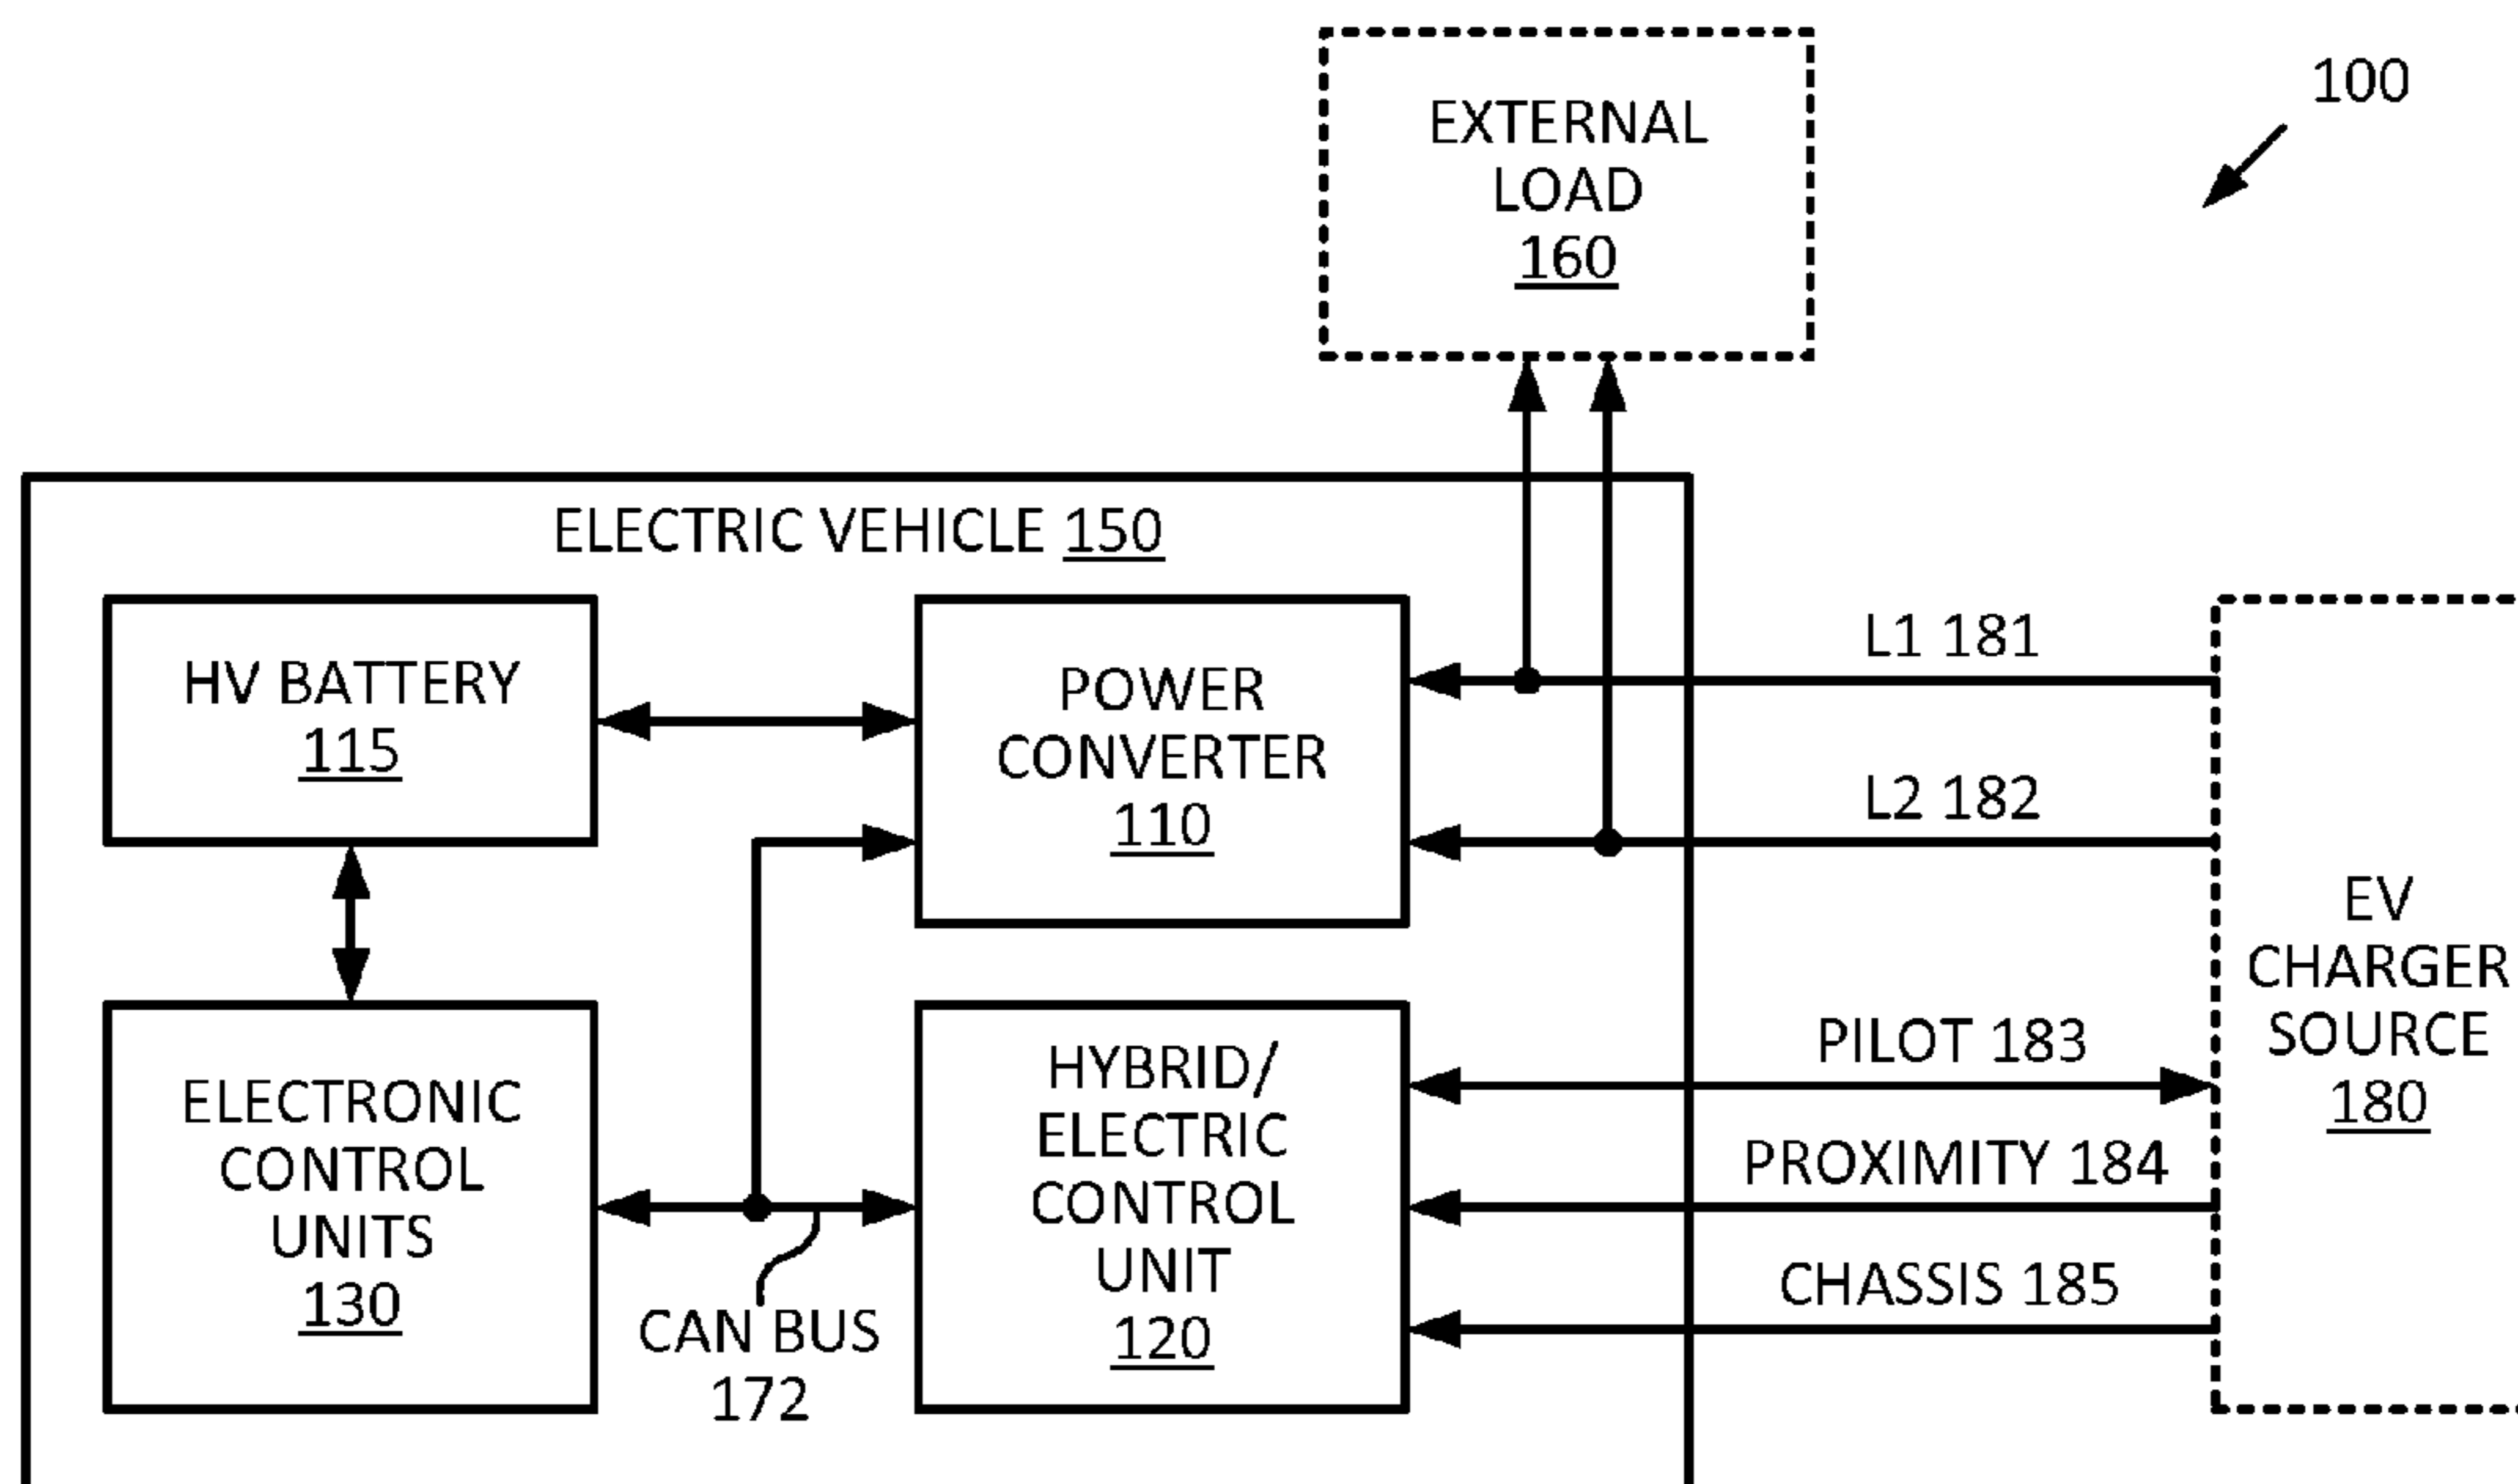 100
EXTERNAL
LOAD
160
ELECTRIC VEHICLE 150
HV BATTERY
115
POWER
CONVERTER
110
L1 181
L2 182
EV
CHARGER
SOURCE
180
ELECTRONIC
CONTROL
UNITS
130
CAN BUS
172
HYBRID/
ELECTRIC
CONTROL
UNIT
120
PILOT 183
PROXIMITY 184
CHASSIS 185